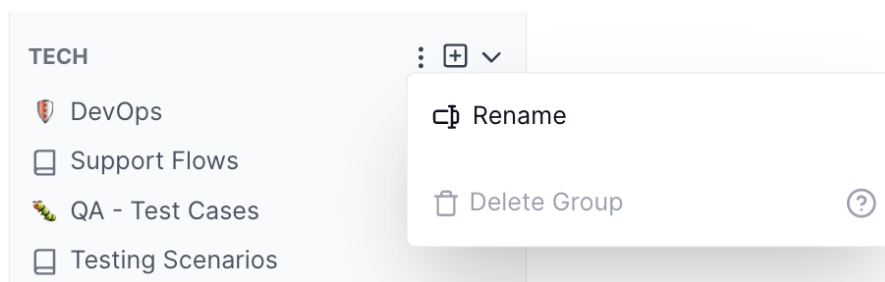 TECH
DevOps
Rename
Support Flows
Delete Group
QA - Test Cases
Testing Scenarios